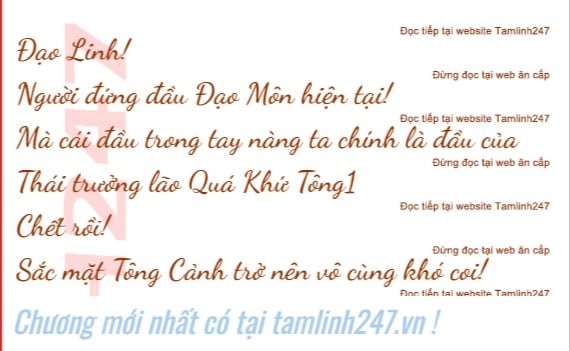 Đọc tiếp tại website Tamlinh247
Đạo Linh!
Đừng đọc tại web ăn cắp
Người đứng đầu Đạo Môn hiện tại!
Đọc tiếp tại website Tamlinh247
Mà cái đầu trong tay nàng ta chính là đầu của
Đừng đọc tại web ăn cắp
Thái trưởng lão Quá Khứ Tông1
Đọc tiếp tại website Tamlinh247
Chết rồi!
Đừng đọc tại web ăn cắp
Sắc mặt Tông Cảnh trở nên vô cùng khó coi!
Đọc tiếp tại website Tamlinh247
Chương mới nhất có tại tamlinh247.vn !